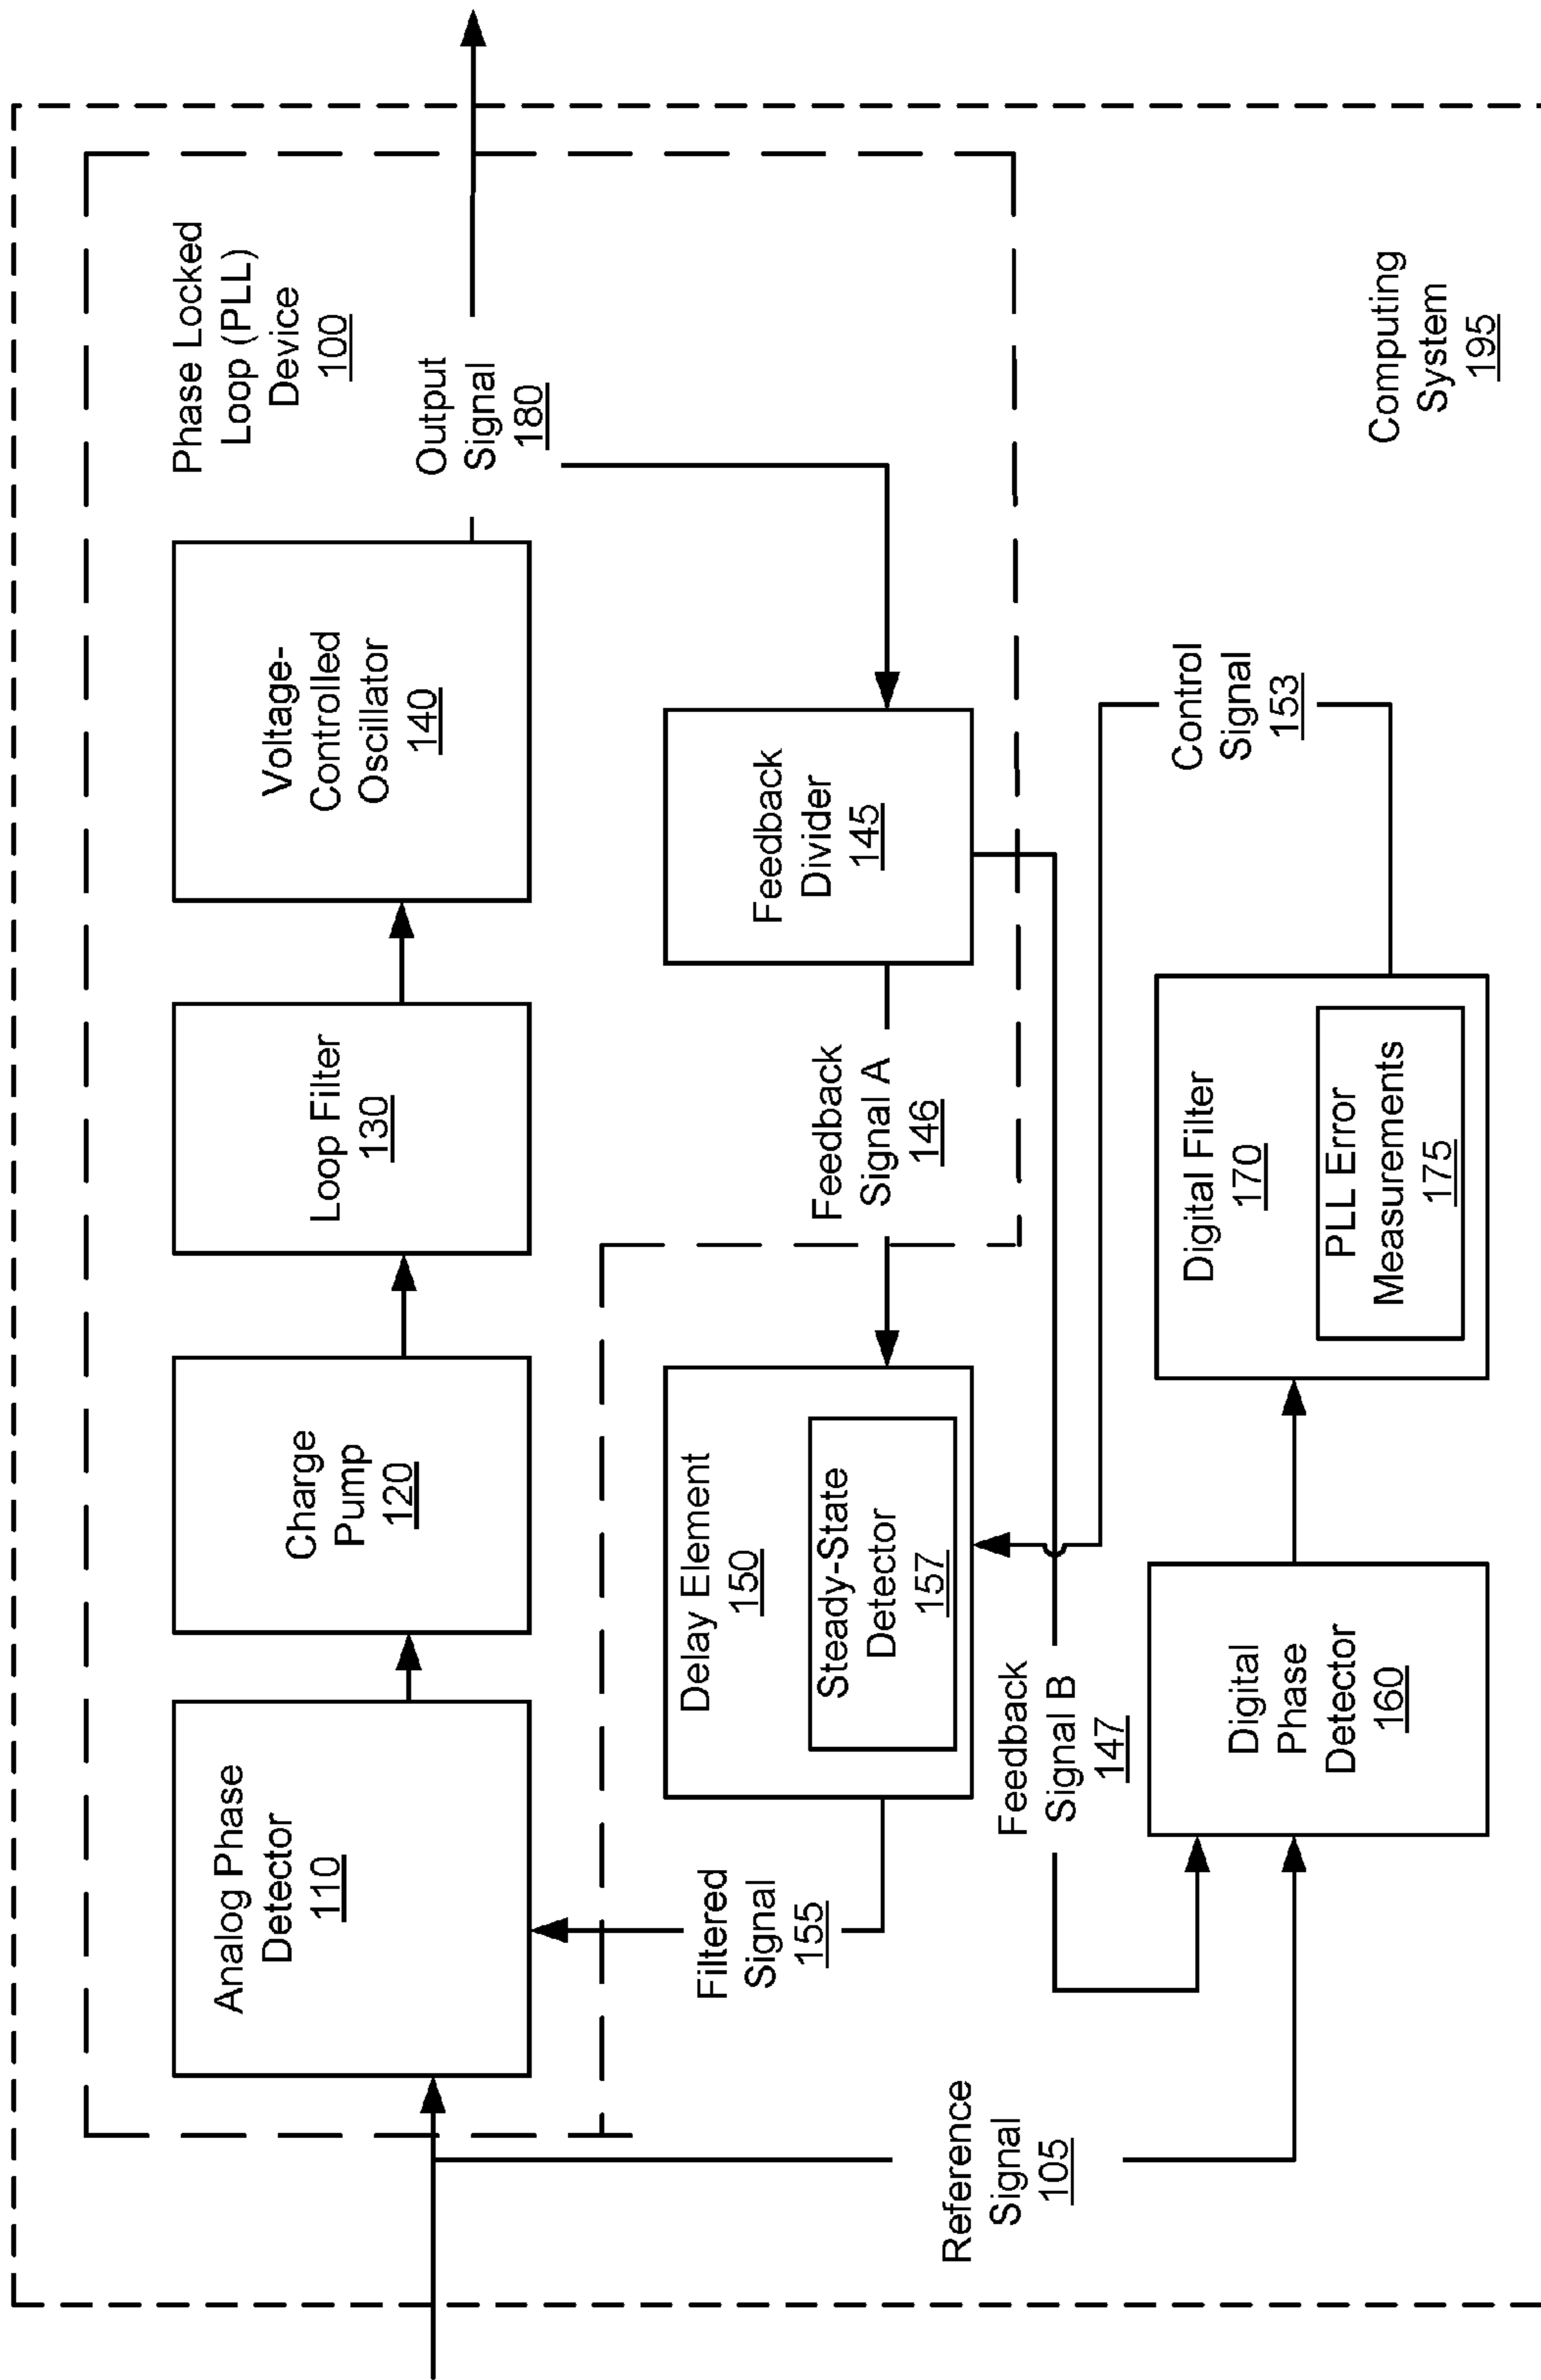 Phase Locked
Loop (PLL)
Device
100
Analog Phase
Detector
110
Charge
Pump
120
Loop Filter
130
Voltage-
Controlled
Oscillator
140
Output
Signal
180
Filtered
Signal
155
Delay Element
150
Steady-State
Detector
157
Feedback
Signal A
146
Feedback
Divider
145
Reference
Signal
105
Feedback
Signal B
147
Digital
Phase
Detector
160
Digital Filter
170
PLL Error
Measurements
175
Control
Signal
153
Computing
System
195